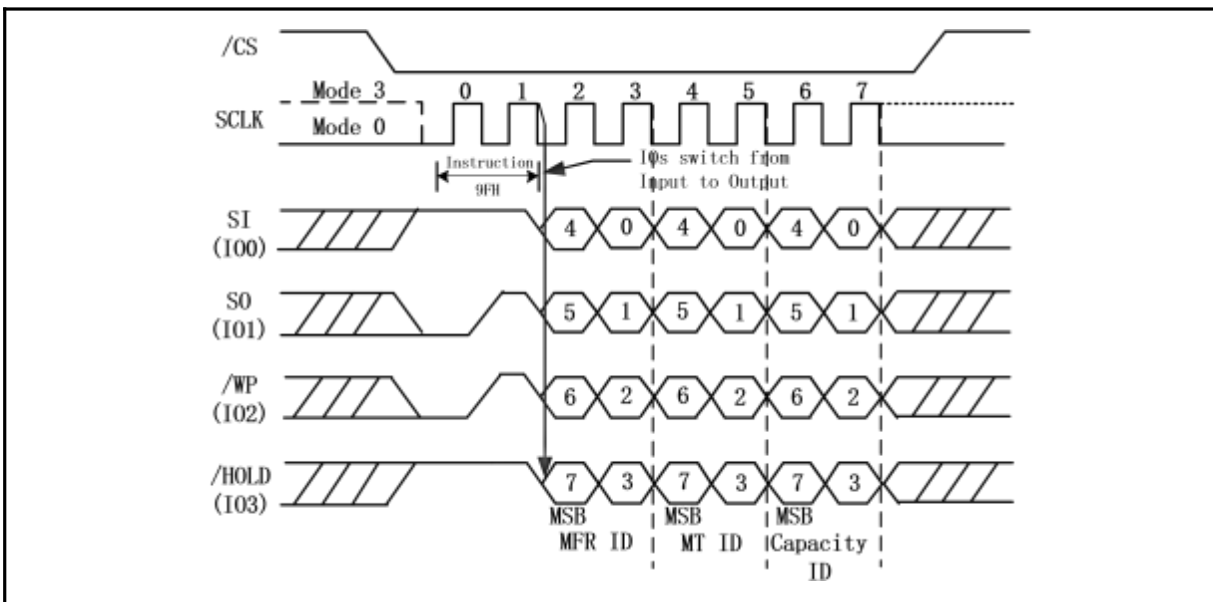 /CS
Mode 3 0 1 2 3 4 5 6 7
SCLK
Mode 0
Instruction IOs switch from
9FH Input to Output
SI
(IO0) 4 0 4 0 4 0
SO
(IO1) 5 1 5 1 5 1
/WP
(IO2) 6 2 6 2 6 2
/HOLD
(IO3) 7 3 7 3 7 3
MSB MSB MSB
MFR ID MT ID Capacity
ID